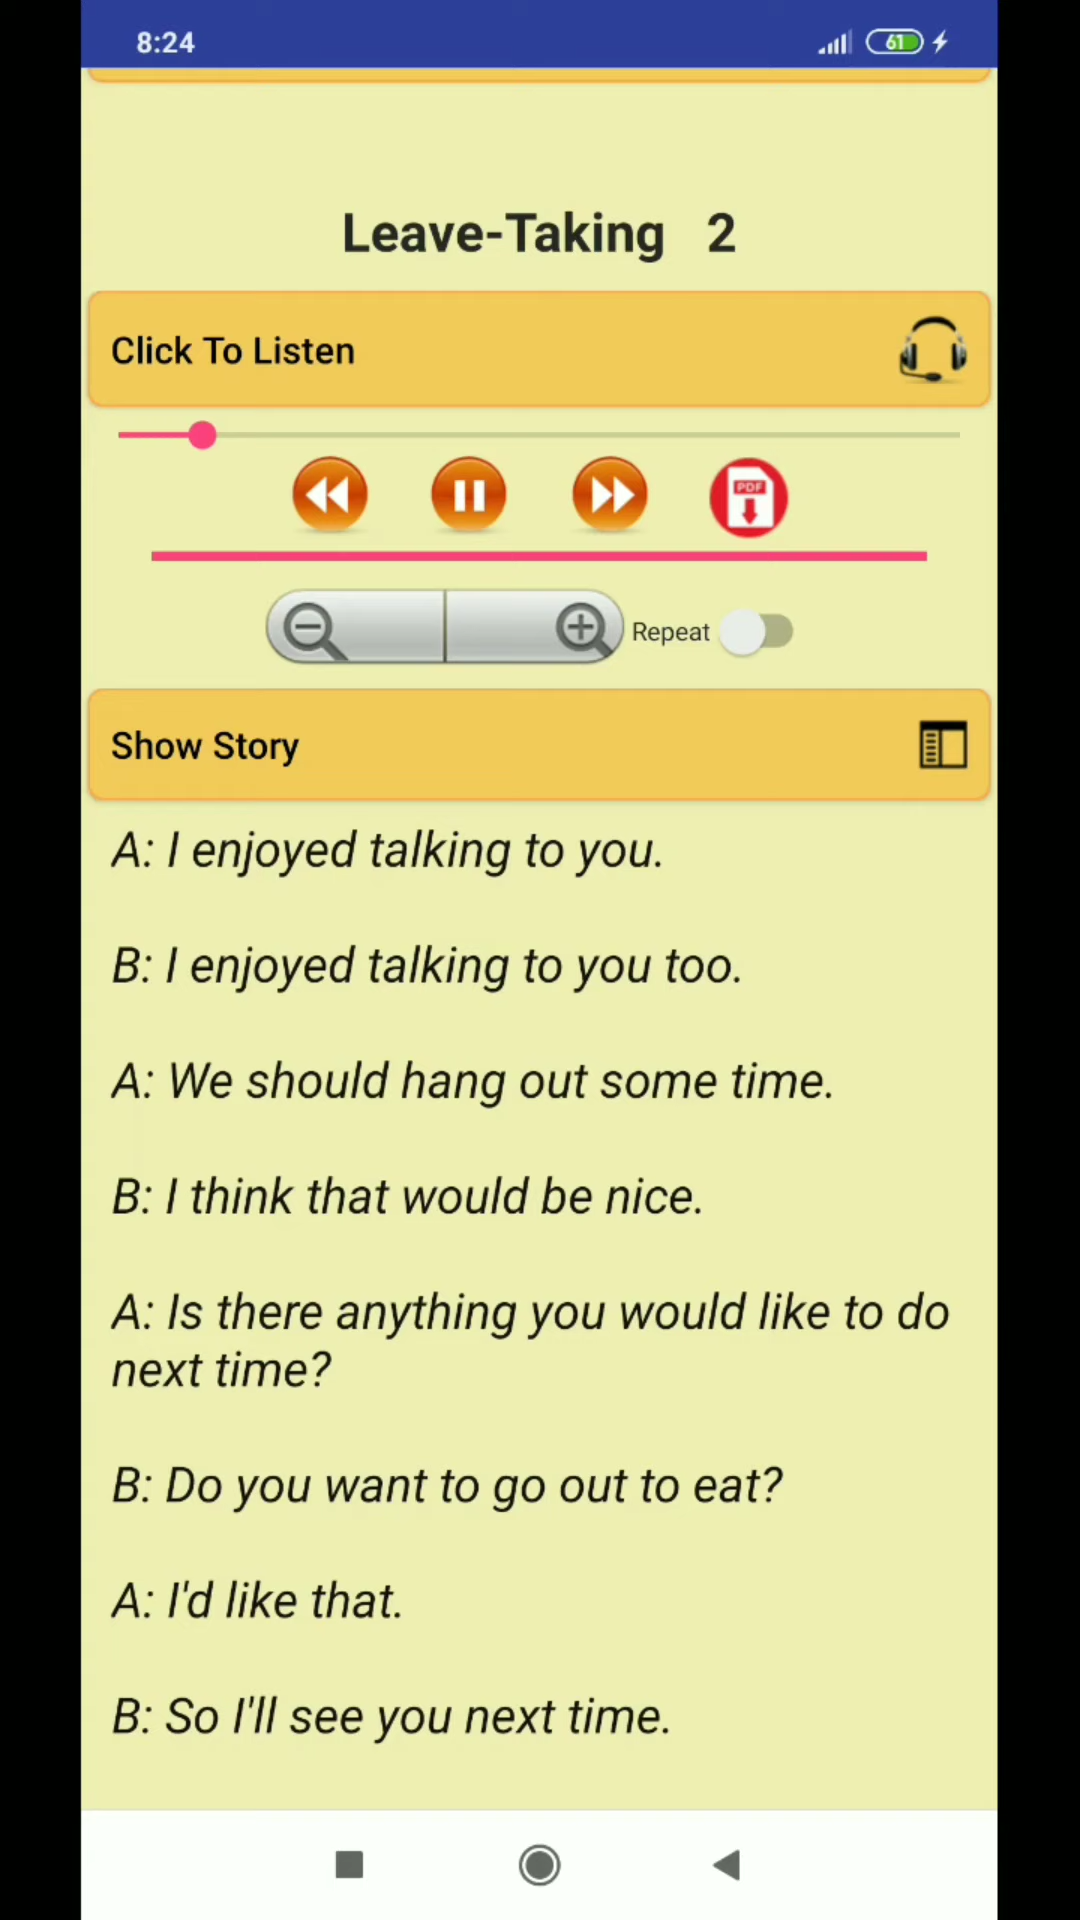 8:24
61
Leave-Taking 2
Click To Listen
PDF
Repeat
Show Story
A: I enjoyed talking to you.
B: I enjoyed talking to you too.
A: We should hang out some time.
B: I think that would be nice.
A: Is there anything you would like to do
next time?
B: Do you want to go out to eat?
A: I'd like that.
B: So I'll see you next time.